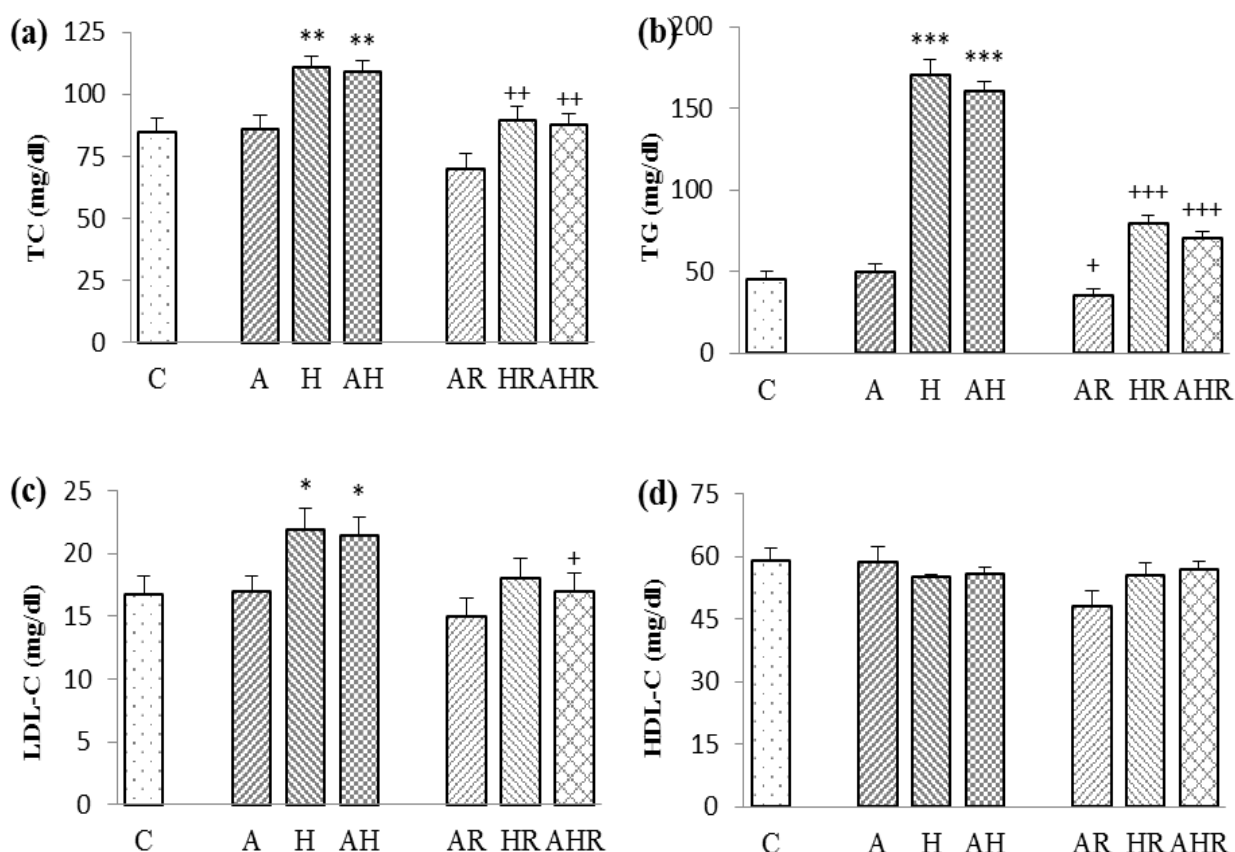 (a)
TC (mg/dl)
125
100
75
50
25
0
** **
++ ++
C A H AH AR HR AHR
(b)
TG (mg/dl)
200
150
100
50
0
*** ***
+ +++ +++
C A H AH AR HR AHR
(c)
LDL-C (mg/dl)
25
20
15
10
5
0
* *
+
C A H AH AR HR AHR
(d)
HDL-C (mg/dl)
75
60
45
30
15
0
C A H AH AR HR AHR